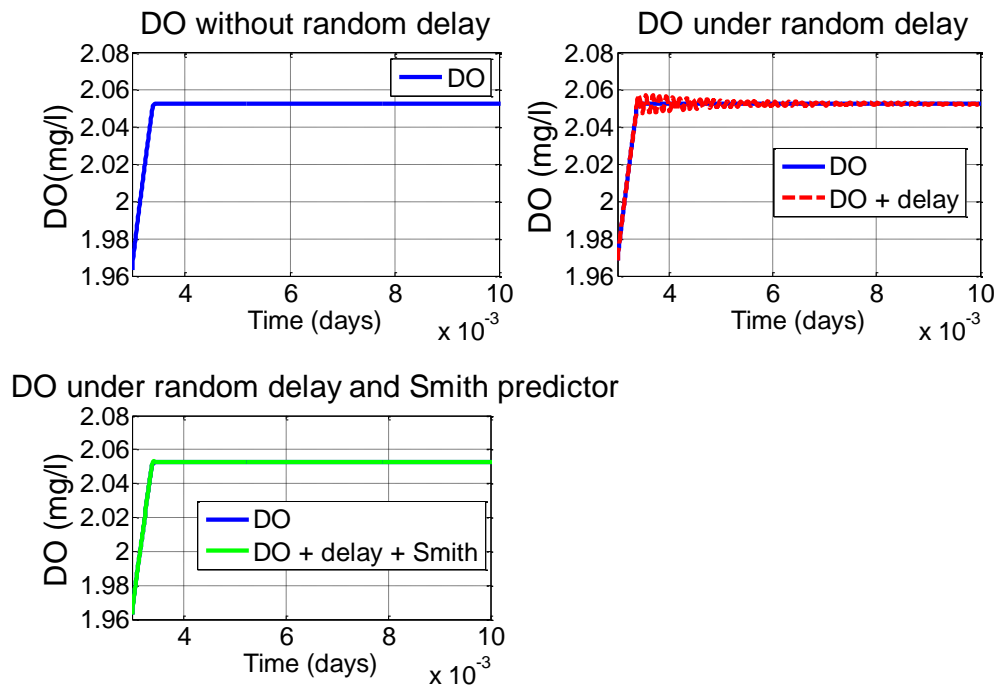 DO without random delay
2.08
2.06
2.04
2.02
2
1.98
1.96
DO(mg/l)
DO
4
6
8
10
Time (days)
x 10-3
DO under random delay
2.08
2.06
2.04
2.02
2
1.98
1.96
DO (mg/l)
DO
DO + delay
4
6
8
10
Time (days)
x 10-3
DO under random delay and Smith predictor
2.08
2.06
2.04
2.02
2
1.98
1.96
DO (mg/l)
DO
DO + delay + Smith
4
6
8
10
Time (days)
x 10-3